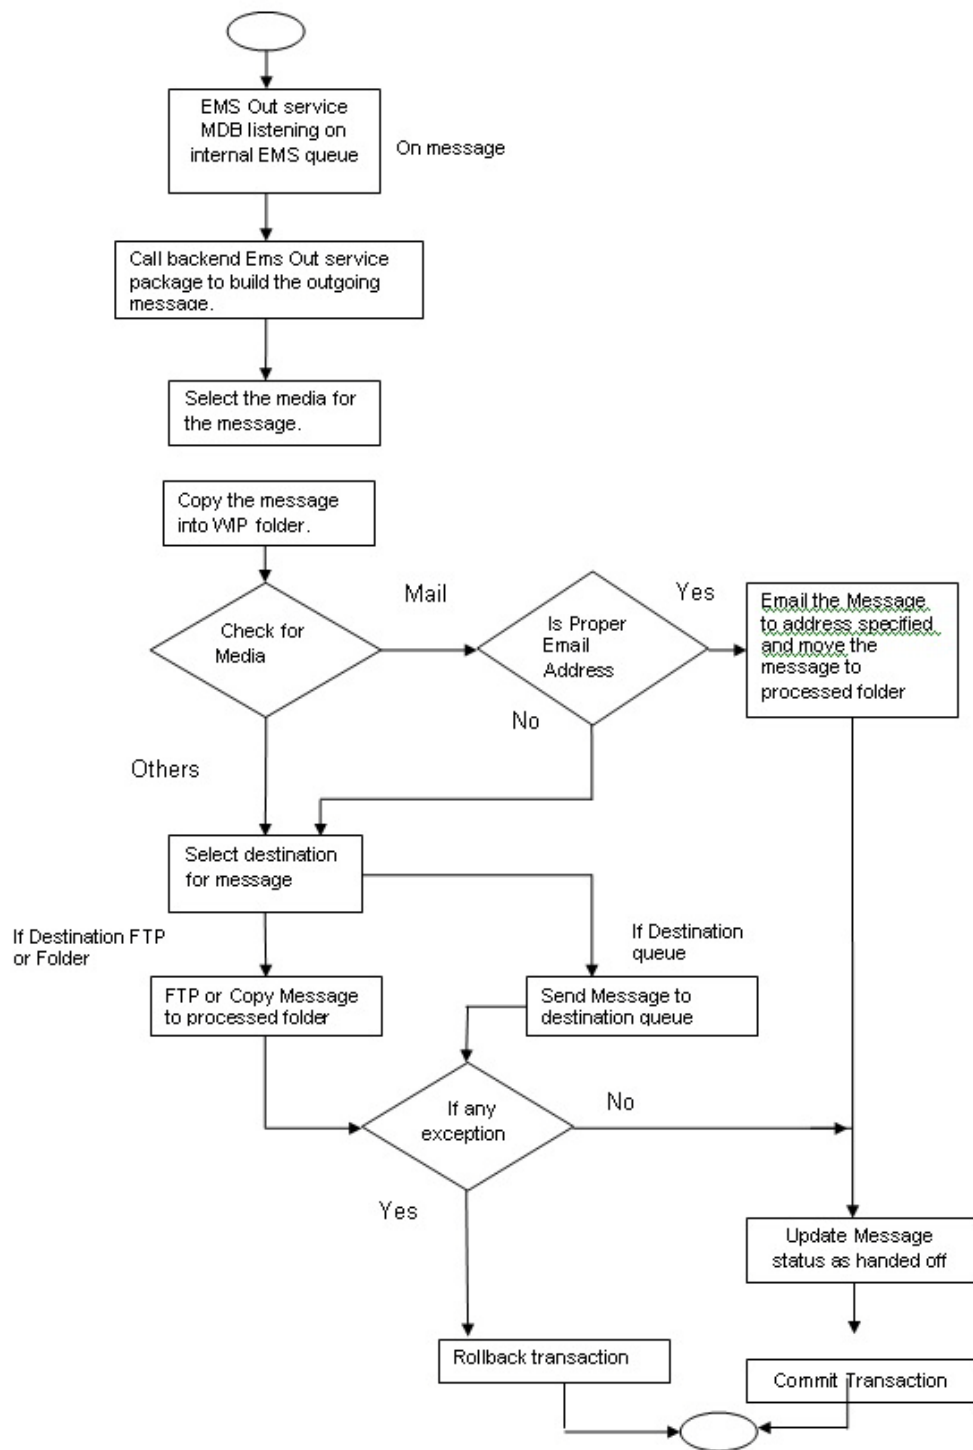 EMS Out service
MDB listening on
internal EMS queue
On message
Call backend Ems Out service
package to build the outgoing
message.
Select the media for
the message.
Copy the message
into WIP folder.
Check for
Media
Mail
Is Proper
Email
Address
Yes
Email the Message
to address specified
and move the
message to
processed folder
No
Others
Select destination
for message
If Destination FTP
or Folder
If Destination
queue
FTP or Copy Message
to processed folder
Send Message to
destination queue
If any
exception
No
Yes
Update Message
status as handed off
Rollback transaction
Commit Transaction